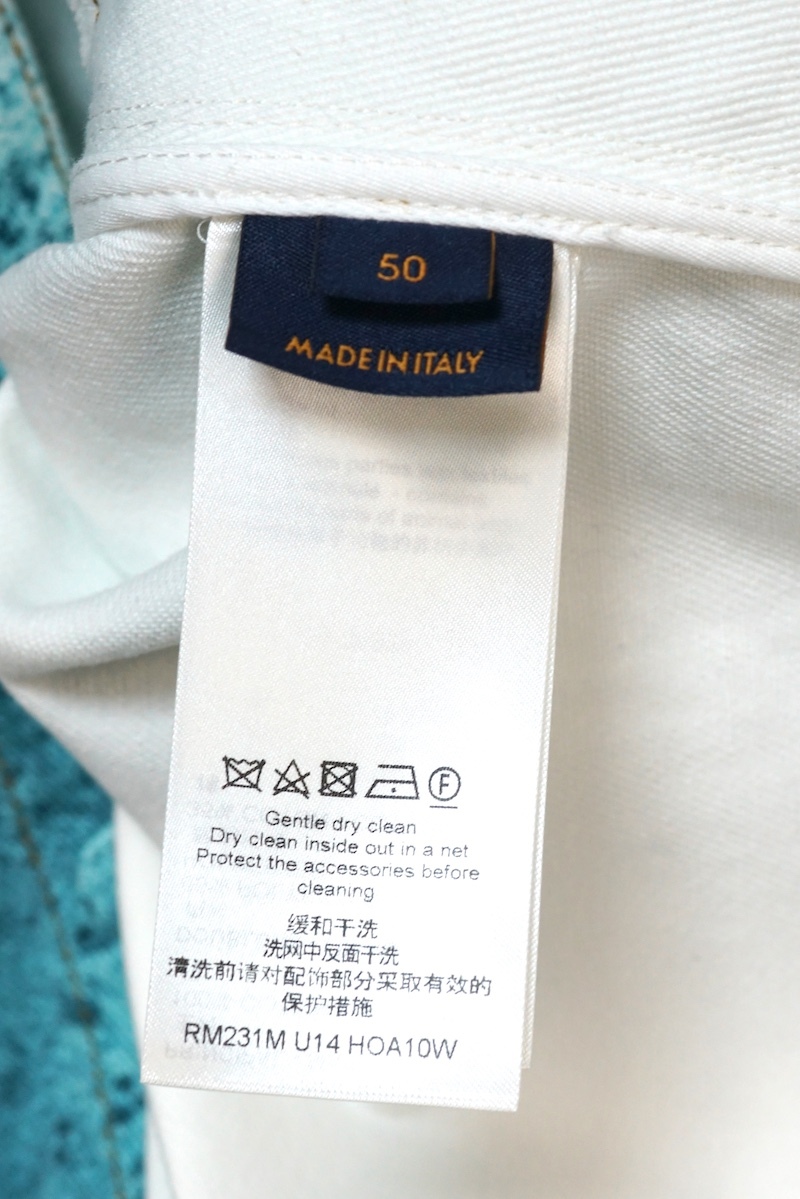 50
MADE IN ITALY
F
Gentle dry clean
Dry clean inside out in a net
Protect the accessories before
cleaning
缓和干洗
洗网中反面干洗
清洗前请对配饰部分采取有效的
保护措施
RM231M U14 HOA10W